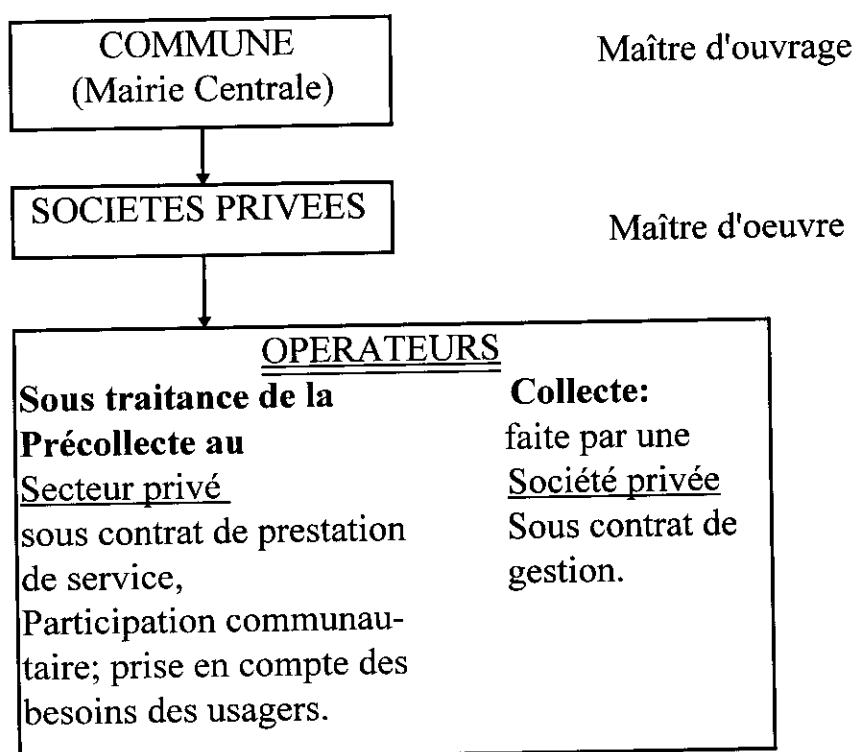 COMMUNE
(Mairie Centrale)
Maître d'ouvrage
SOCIETES PRIVEES
Maître d'oeuvre
OPERATEURS
Sous traitance de la
Précollecte au
Secteur privé
sous contrat de prestation
de service,
Participation communau-
taire; prise en compte des
besoins des usagers.
Collecte:
faite par une
Société privée
Sous contrat de
gestion.